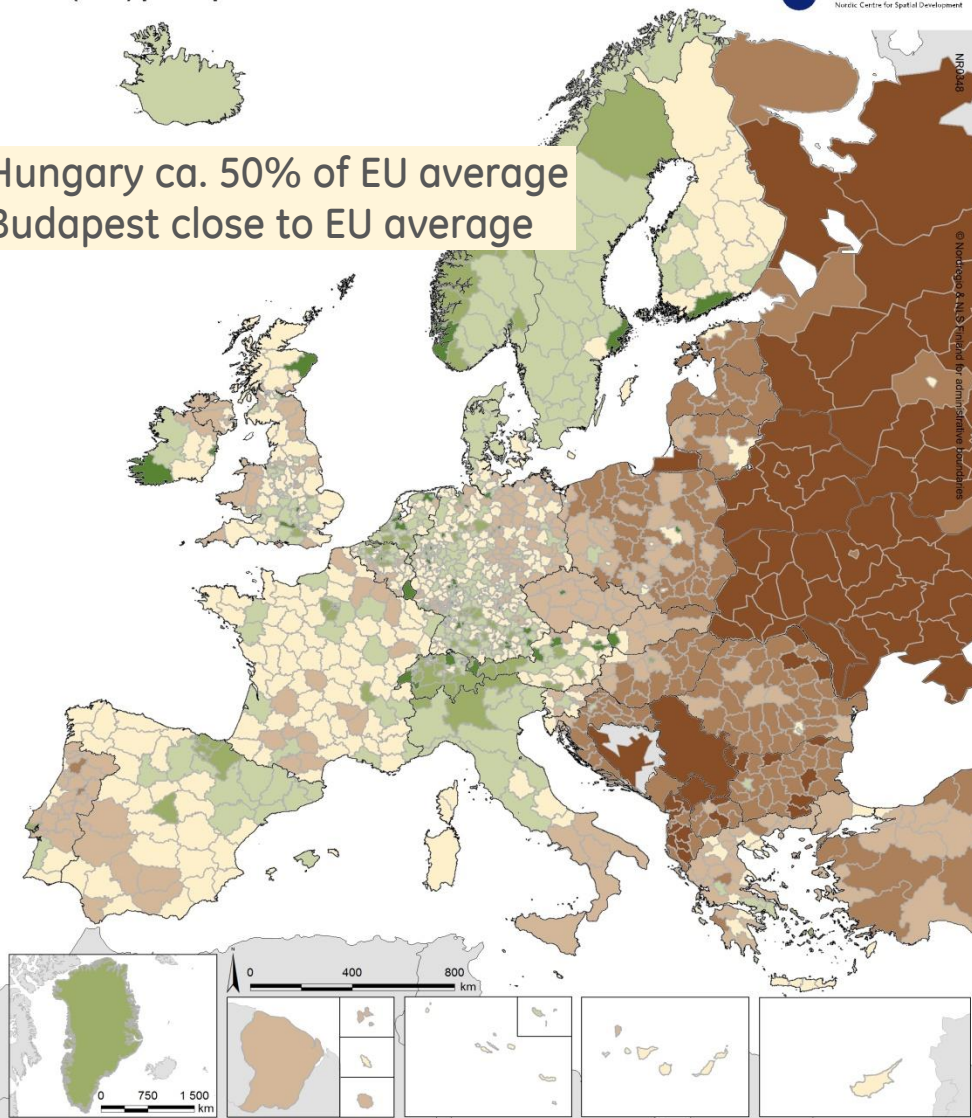 Nordic Centre for Spatial Development
NR0348
Hungary ca. 50% of EU average
Budapest close to EU average
© Nordregio & NLS Finland for administrative boundaries
N
0 400 800
km
0 750 1 500
km